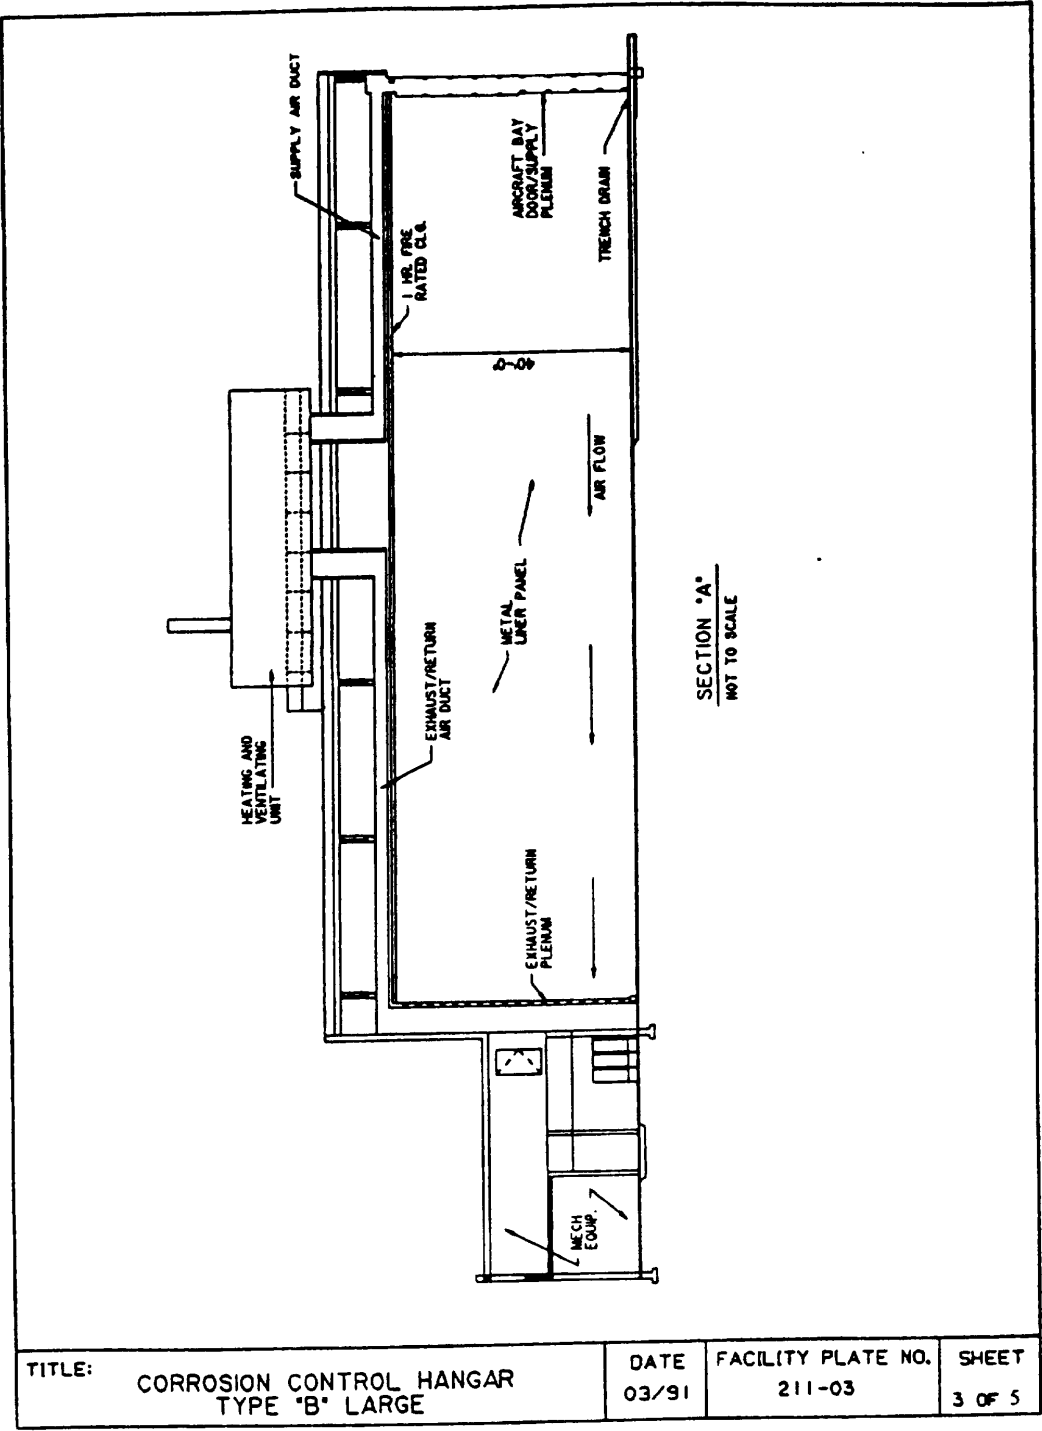 SUPPLY AIR DUCT
1 HR. FIRE
RATED CLG.
AIRCRAFT BAY
DOOR/SUPPLY
PLENUM
TRENCH DRAIN
40'-0"
AIR FLOW
METAL
LINER PANEL
EXHAUST/RETURN
AIR DUCT
HEATING AND
VENTILATING
UNIT
EXHAUST/RETURN
PLENUM
MECH
EQUIP.
SECTION "A"
NOT TO SCALE
TITLE:
CORROSION CONTROL HANGAR
TYPE "B" LARGE
DATE
03/91
FACILITY PLATE NO.
211-03
SHEET
3 OF 5